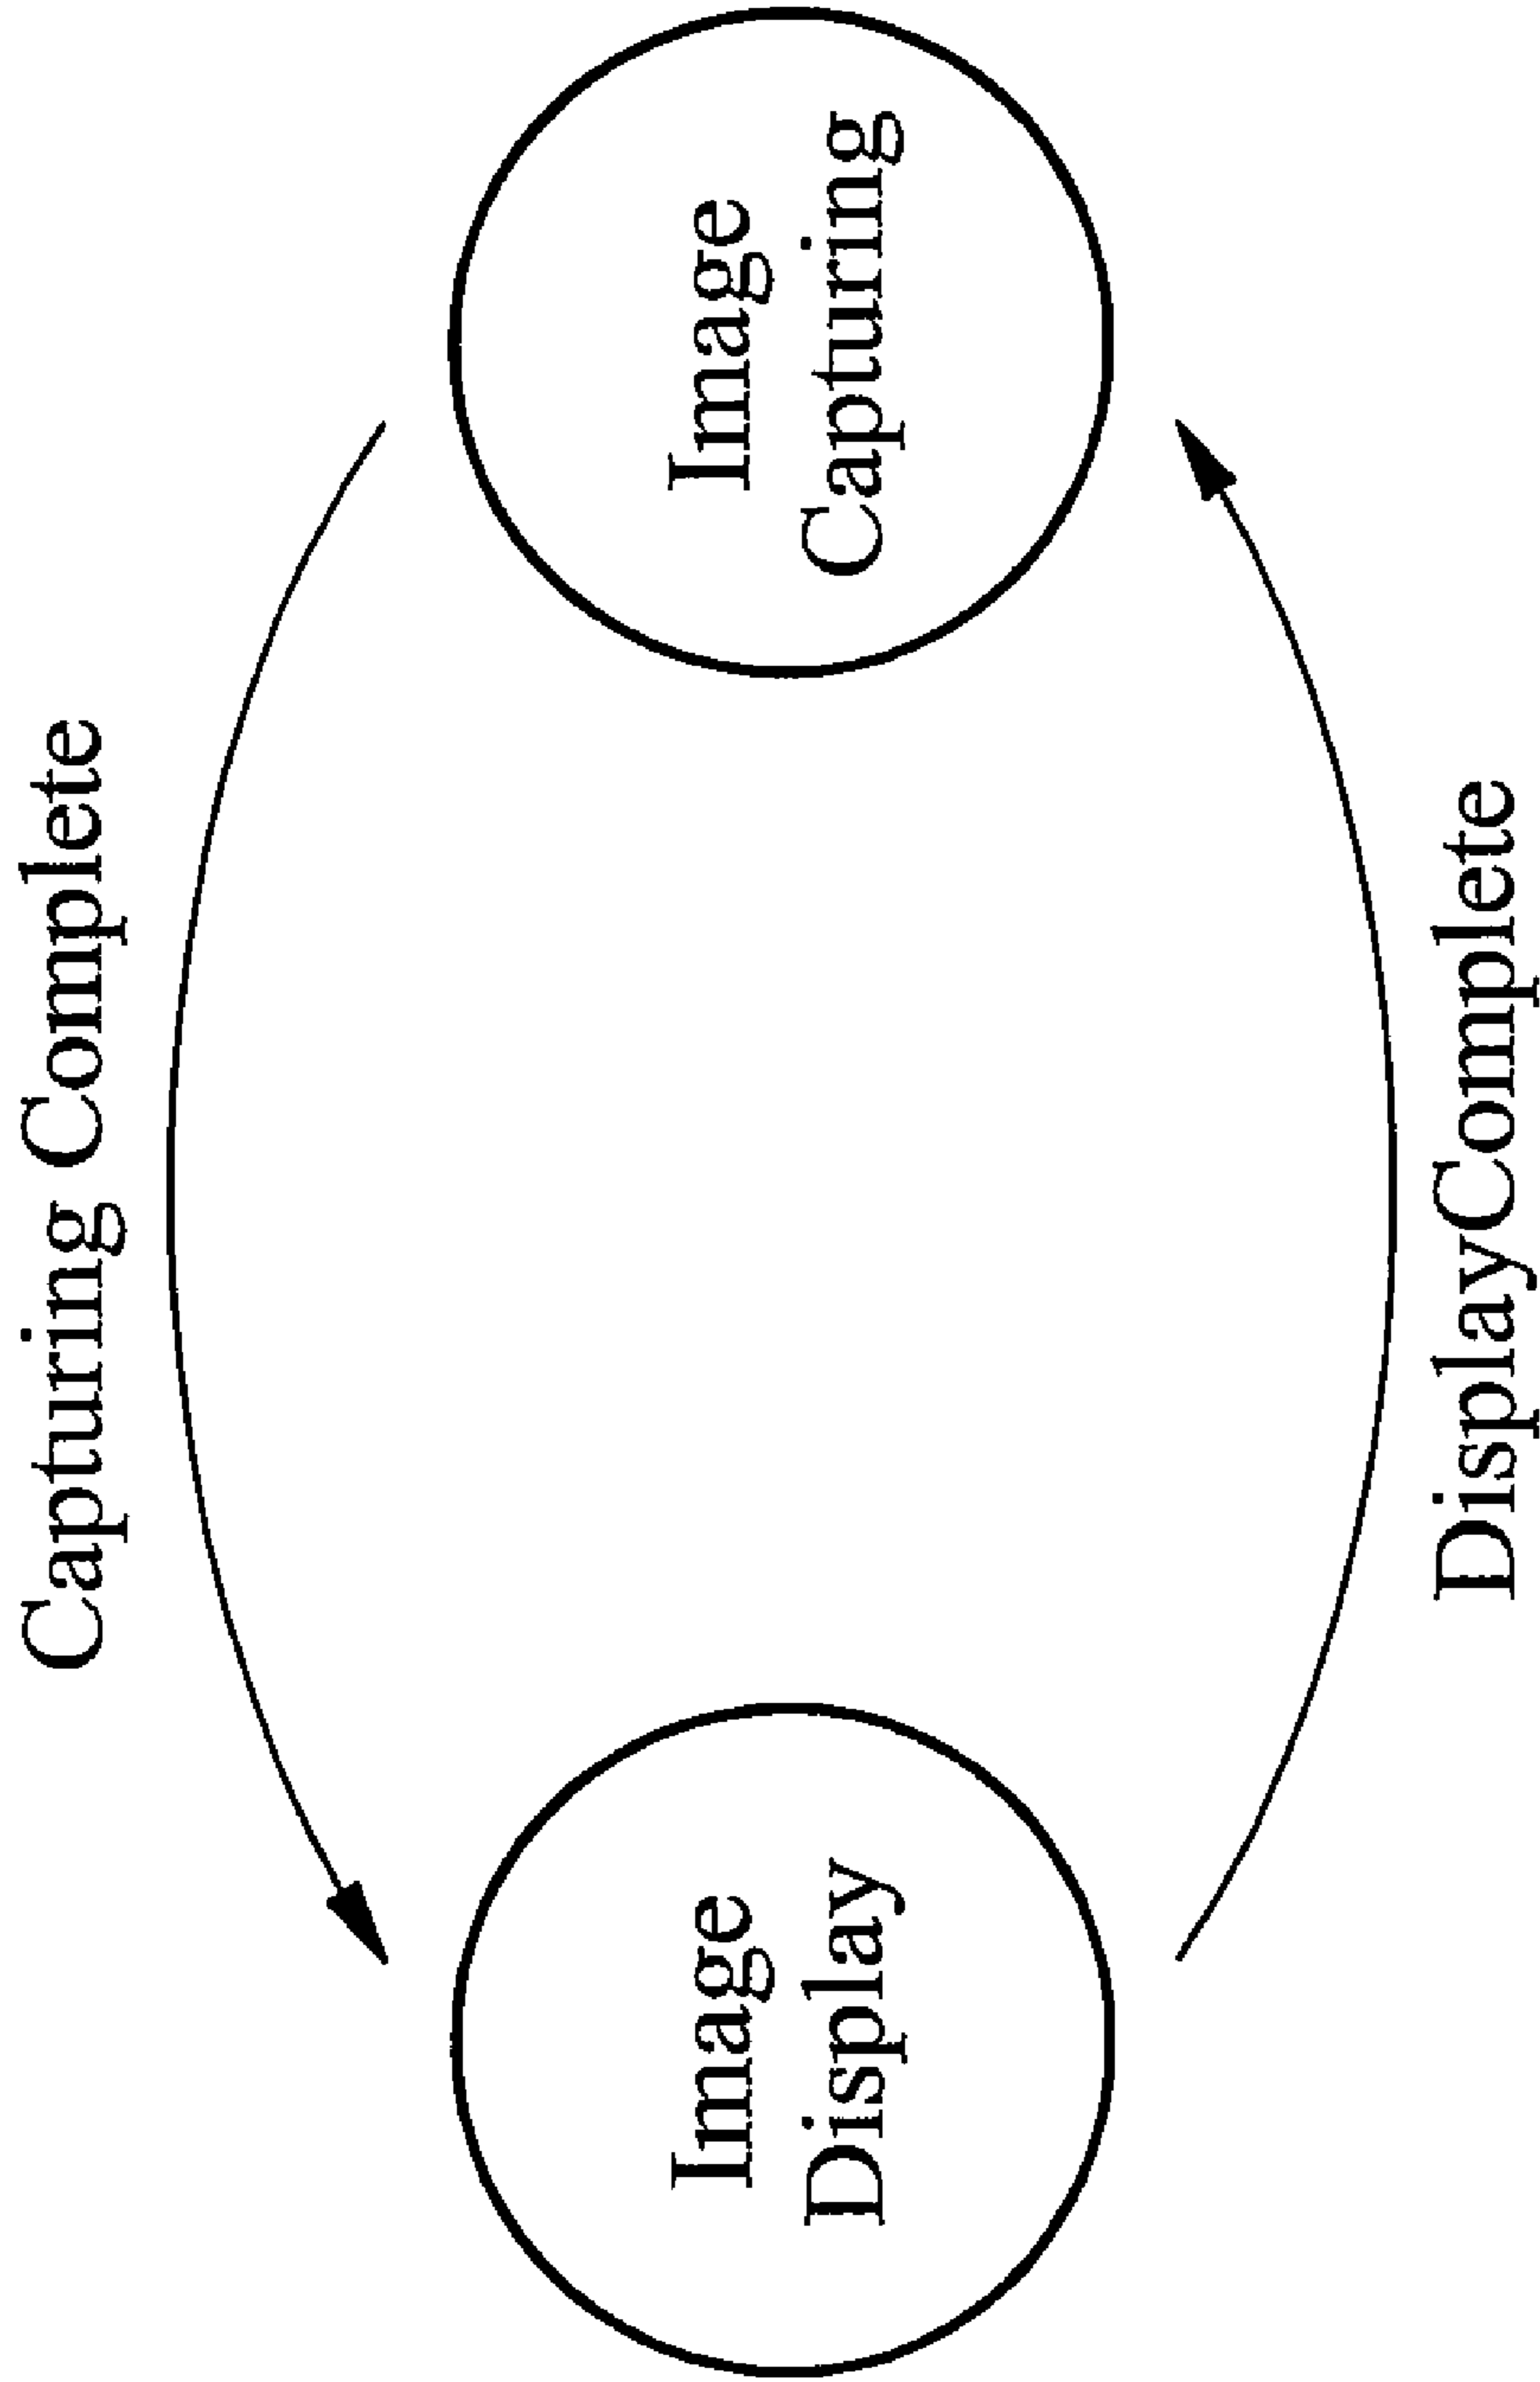 Capturing Complete
Image
Display
Image
Capturing
DisplayComplete